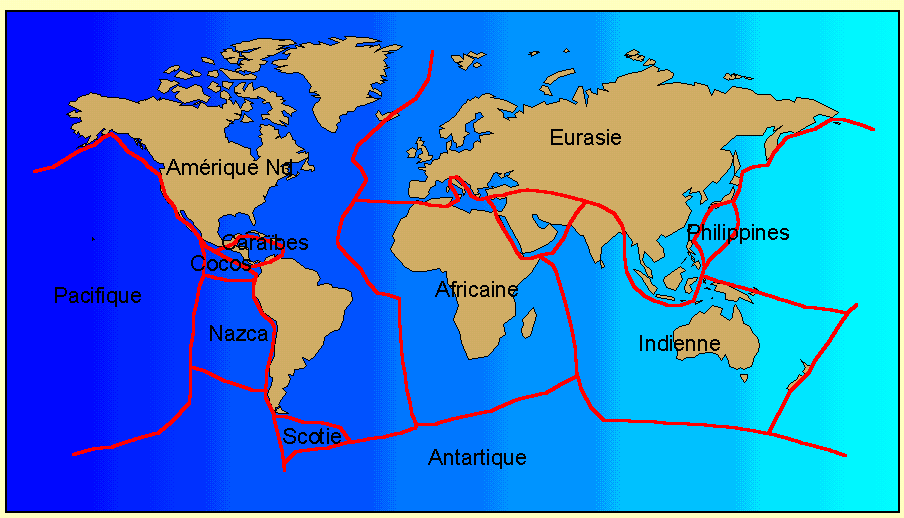 Eurasie
Amérique Nd
Philippines
Caraïbes
Cocos
Africaine
Pacifique
Nazca
Indienne
Scotie
Antartique